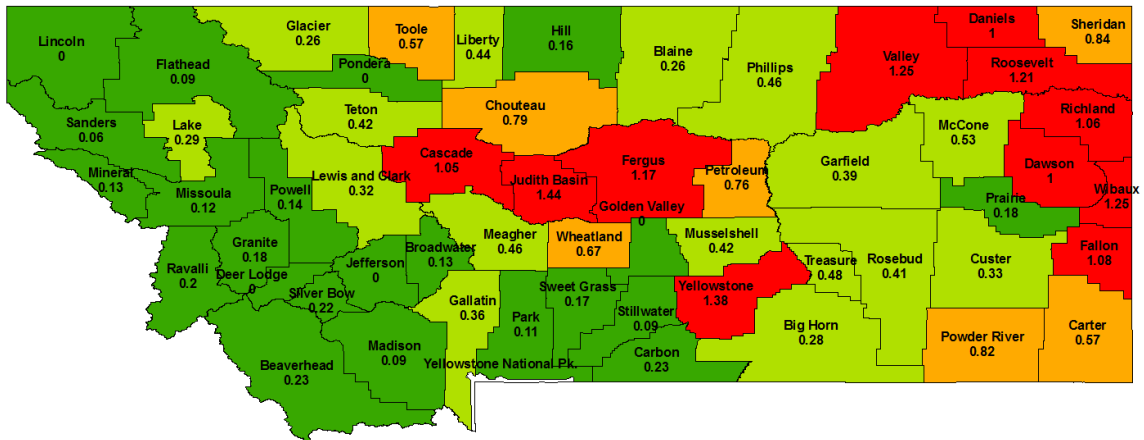 Lincoln
0
Flathead
0.09
Glacier
0.26
Toole
0.57
Liberty
0.44
Hill
0.16
Blaine
0.26
Phillips
0.46
Valley
1.25
Daniels
1
Sheridan
0.84
Roosevelt
1.21
Pondera
0
Teton
0.42
Chouteau
0.79
Richland
1.06
McCone
0.53
Sanders
0.06
Lake
0.29
Cascade
1.05
Fergus
1.17
Garfield
0.39
Dawson
1
Mineral
0.13
Missoula
0.12
Powell
0.14
Lewis and Clark
0.32
Judith Basin
1.44
Petroleum
0.76
Prairie
0.18
Wibaux
1.25
Golden Valley
0
Granite
0.18
Broadwater
0.13
Meagher
0.46
Wheatland
0.67
Musselshell
0.42
Treasure
0.48
Rosebud
0.41
Custer
0.33
Fallon
1.08
Ravalli
0.2
Deer Lodge
0
Jefferson
0
Silver Bow
0.22
Gallatin
0.36
Sweet Grass
0.17
Yellowstone
1.38
Park
0.11
Stillwater
0.09
Big Horn
0.28
Powder River
0.82
Carter
0.57
Beaverhead
0.23
Madison
0.09
Yellowstone National Pk.
Carbon
0.23